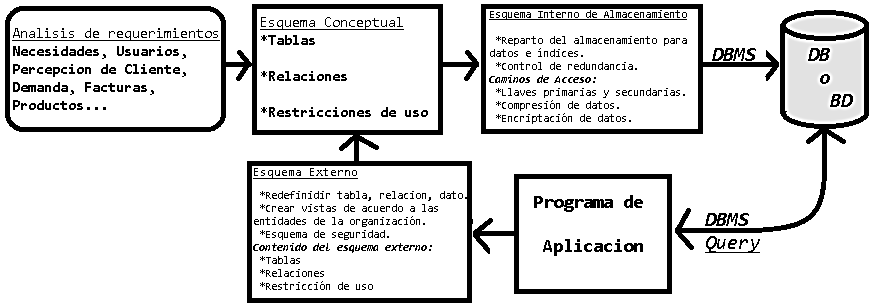 Analisis de requerimientos
Necesidades, Usuarios,
Percepcion de Cliente,
Demanda, Facturas,
Productos...
Esquema Conceptual
*Tablas
*Relaciones
*Restricciones de uso
Esquema Interno de Almacenamiento
*Reparto del almacenamiento para
datos e índices.
*Control de redundancia.
Caminos de Acceso:
*Llaves primarias y secundarias.
*Compresión de datos.
*Encriptación de datos.
DBMS
DB
o
BD
Esquema Externo
*Redefinidir tabla, relacion, dato.
*Crear vistas de acuerdo a las
entidades de la organización.
*Esquema de seguridad.
Contenido del esquema externo:
*Tablas
*Relaciones
*Restricción de uso
Programa de
Aplicacion
DBMS
Query